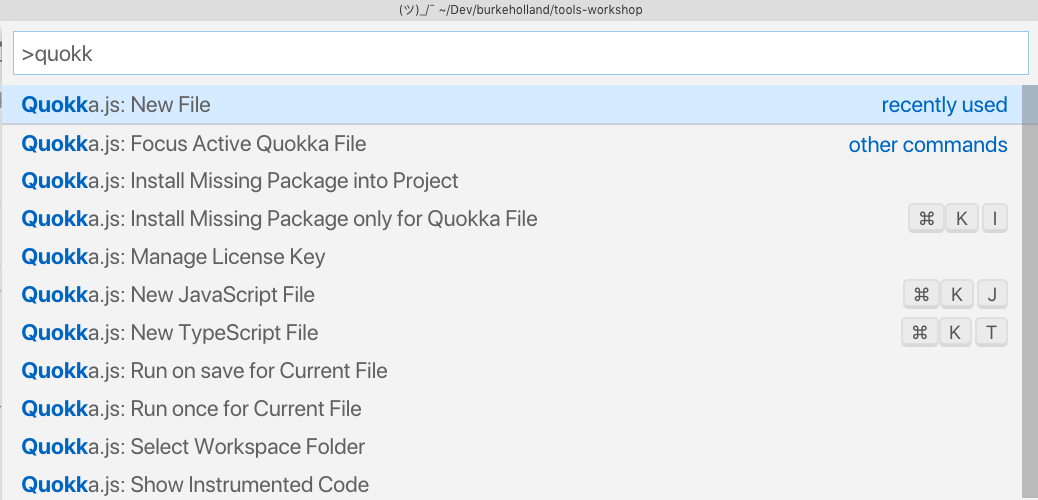 (ツ)_/¯ ~/Dev/burkeholland/tools-workshop
>quokk
Quokka.js: New File recently used
Quokka.js: Focus Active Quokka File other commands
Quokka.js: Install Missing Package into Project
Quokka.js: Install Missing Package only for Quokka File ⌘ K I
Quokka.js: Manage License Key
Quokka.js: New JavaScript File ⌘ K J
Quokka.js: New TypeScript File ⌘ K T
Quokka.js: Run on save for Current File
Quokka.js: Run once for Current File
Quokka.js: Select Workspace Folder
Quokka.js: Show Instrumented Code